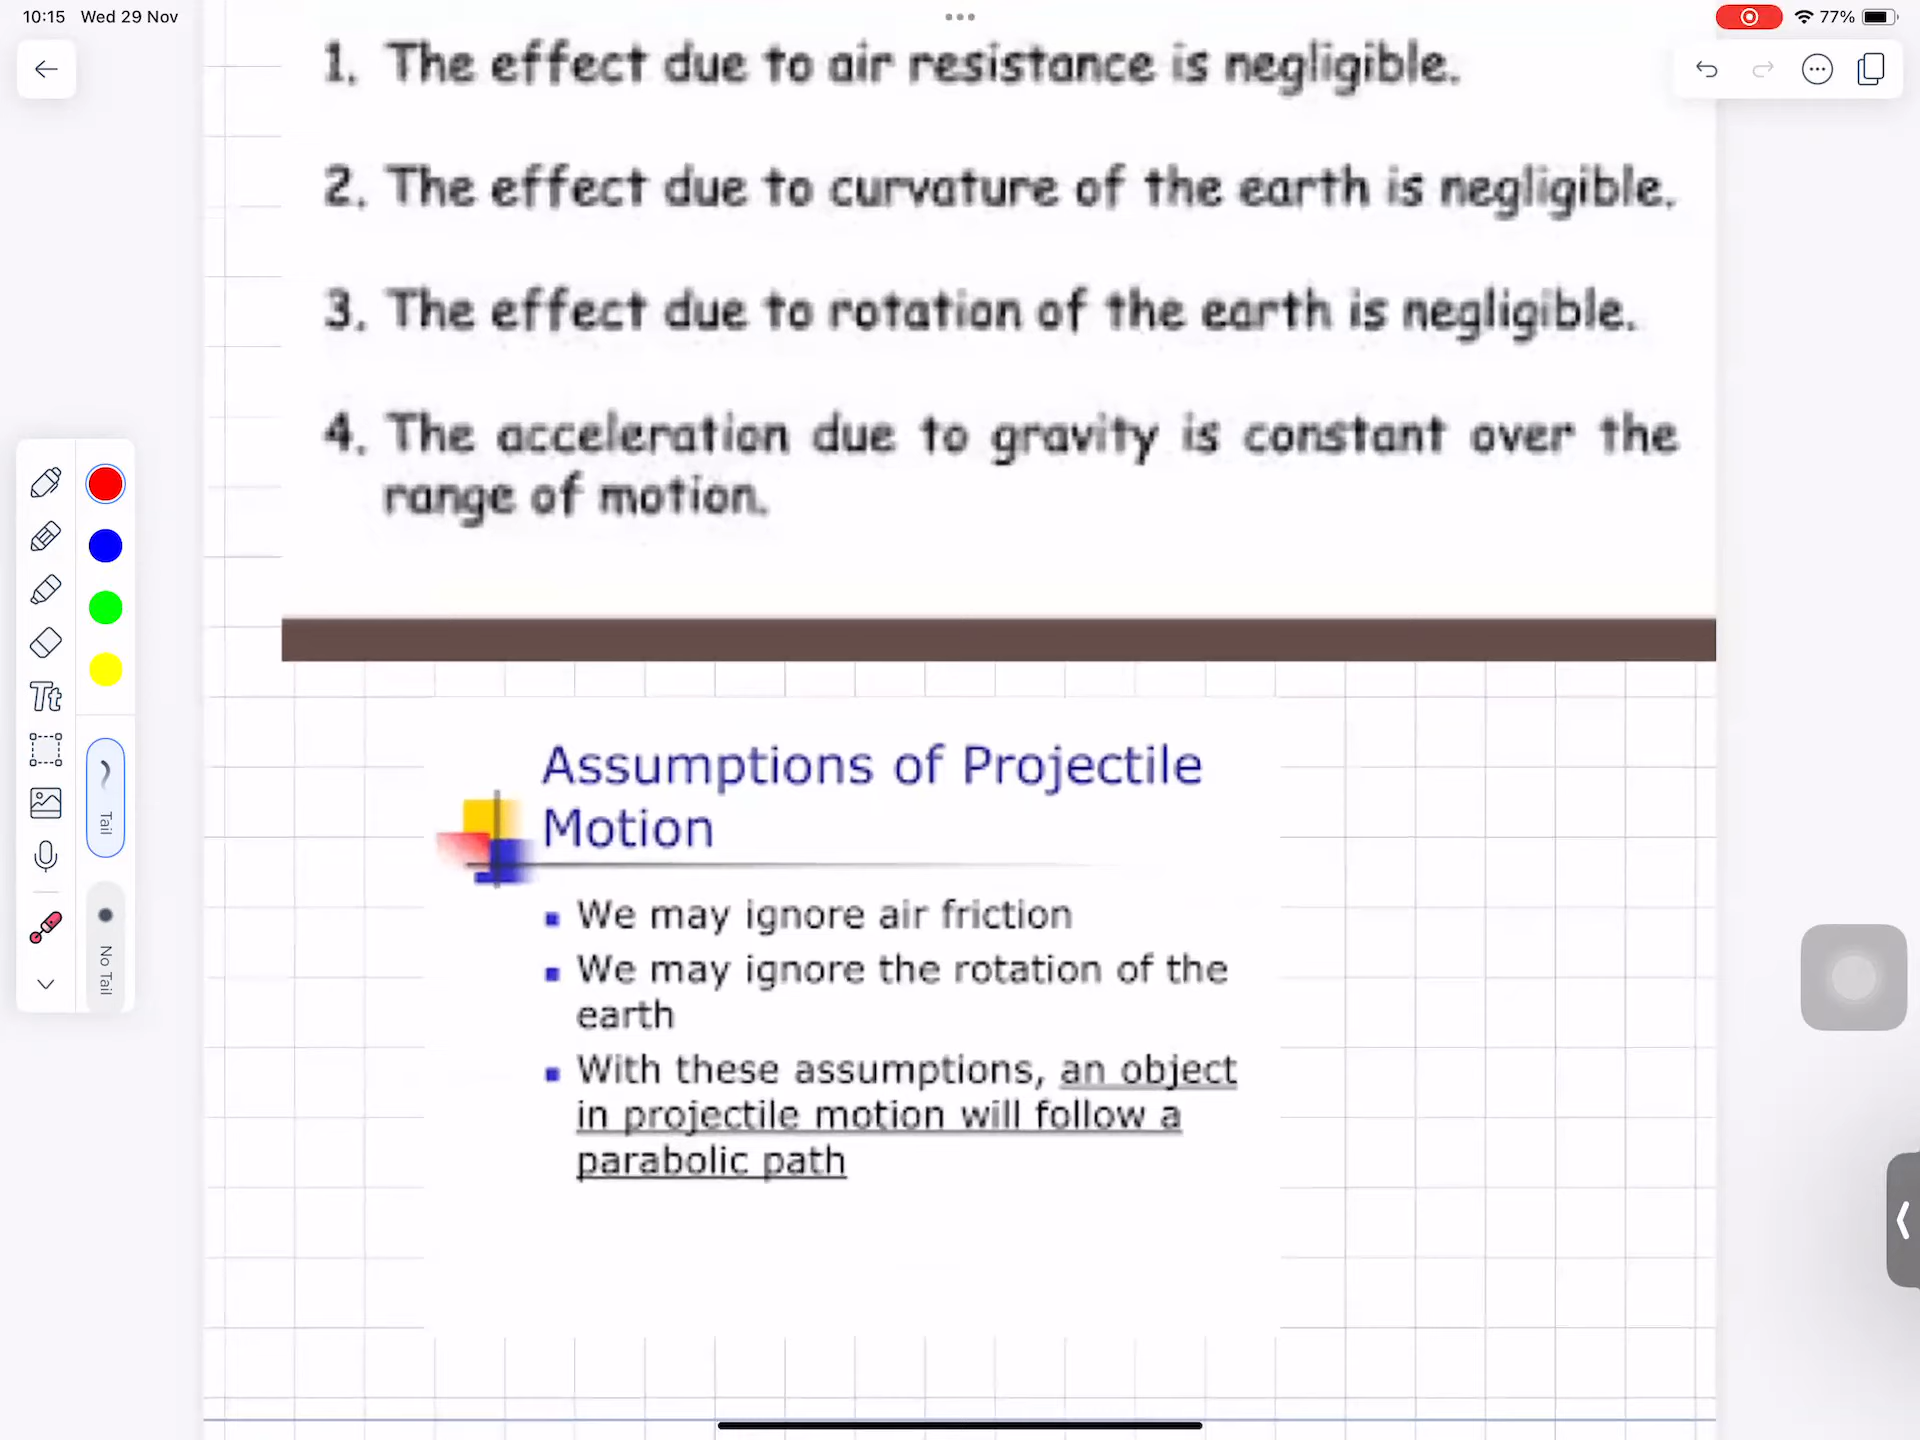 10:15 Wed 29 Nov
77%
1. The effect due to air resistance is negligible.
2. The effect due to curvature of the earth is negligible.
3. The effect due to rotation of the earth is negligible.
4. The acceleration due to gravity is constant over the
range of motion.
Tt
Tail
No Tail
Assumptions of Projectile
Motion
We may ignore air friction
We may ignore the rotation of the
earth
With these assumptions, an object
in projectile motion will follow a
parabolic path